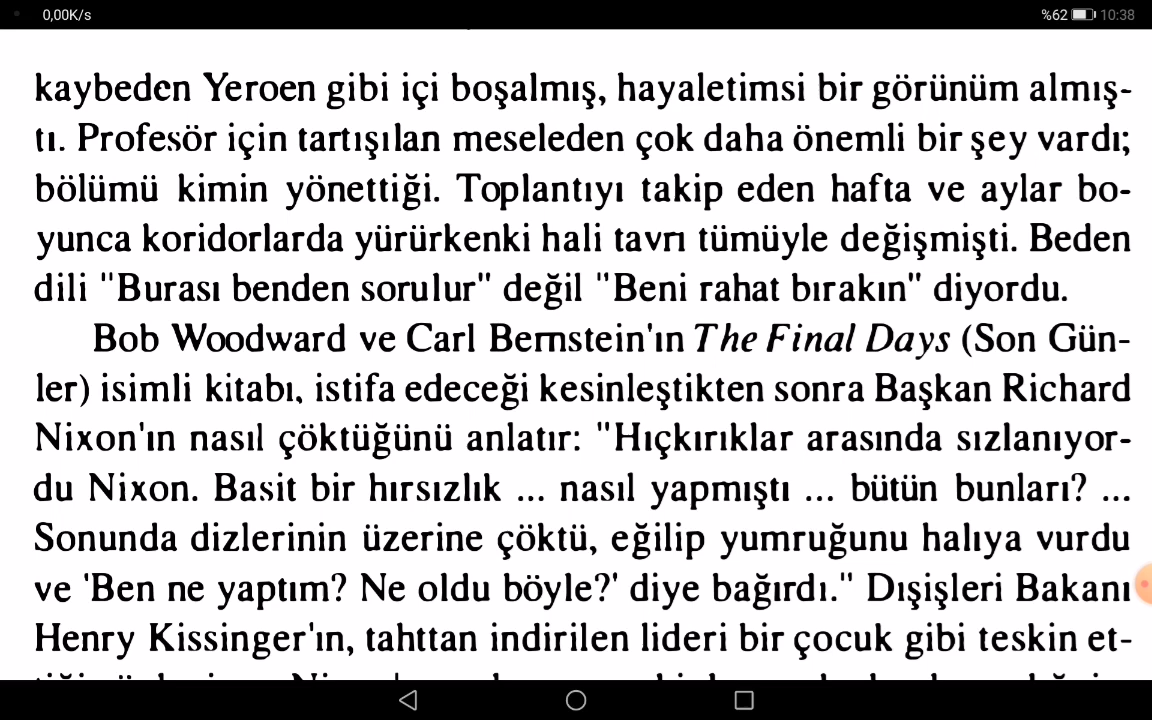 0,00K/s %62 10:38
kaybeden Yeroen gibi içi boşalmış, hayaletimsi bir görünüm almış-
tı. Profesör için tartışılan meseleden çok daha önemli bir şey vardı;
bölümü kimin yönettiği. Toplantıyı takip eden hafta ve aylar bo-
yunca koridorlarda yürürkenki hali tavrı tümüyle değişmişti. Beden
dili "Burası benden sorulur" değil "Beni rahat bırakın" diyordu.
Bob Woodward ve Carl Bernstein'ın The Final Days (Son Gün-
ler) isimli kitabı, istifa edeceği kesinleştikten sonra Başkan Richard
Nixon'ın nasıl çöktüğünü anlatır: "Hıçkırıklar arasında sızlanıyor-
du Nixon. Basit bir hırsızlık ... nasıl yapmıştı ... bütün bunları? ...
Sonunda dizlerinin üzerine çöktü, eğilip yumruğunu halıya vurdu
ve 'Ben ne yaptım? Ne oldu böyle?' diye bağırdı." Dışişleri Bakanı
Henry Kissinger'ın, tahttan indirilen lideri bir çocuk gibi teskin et-